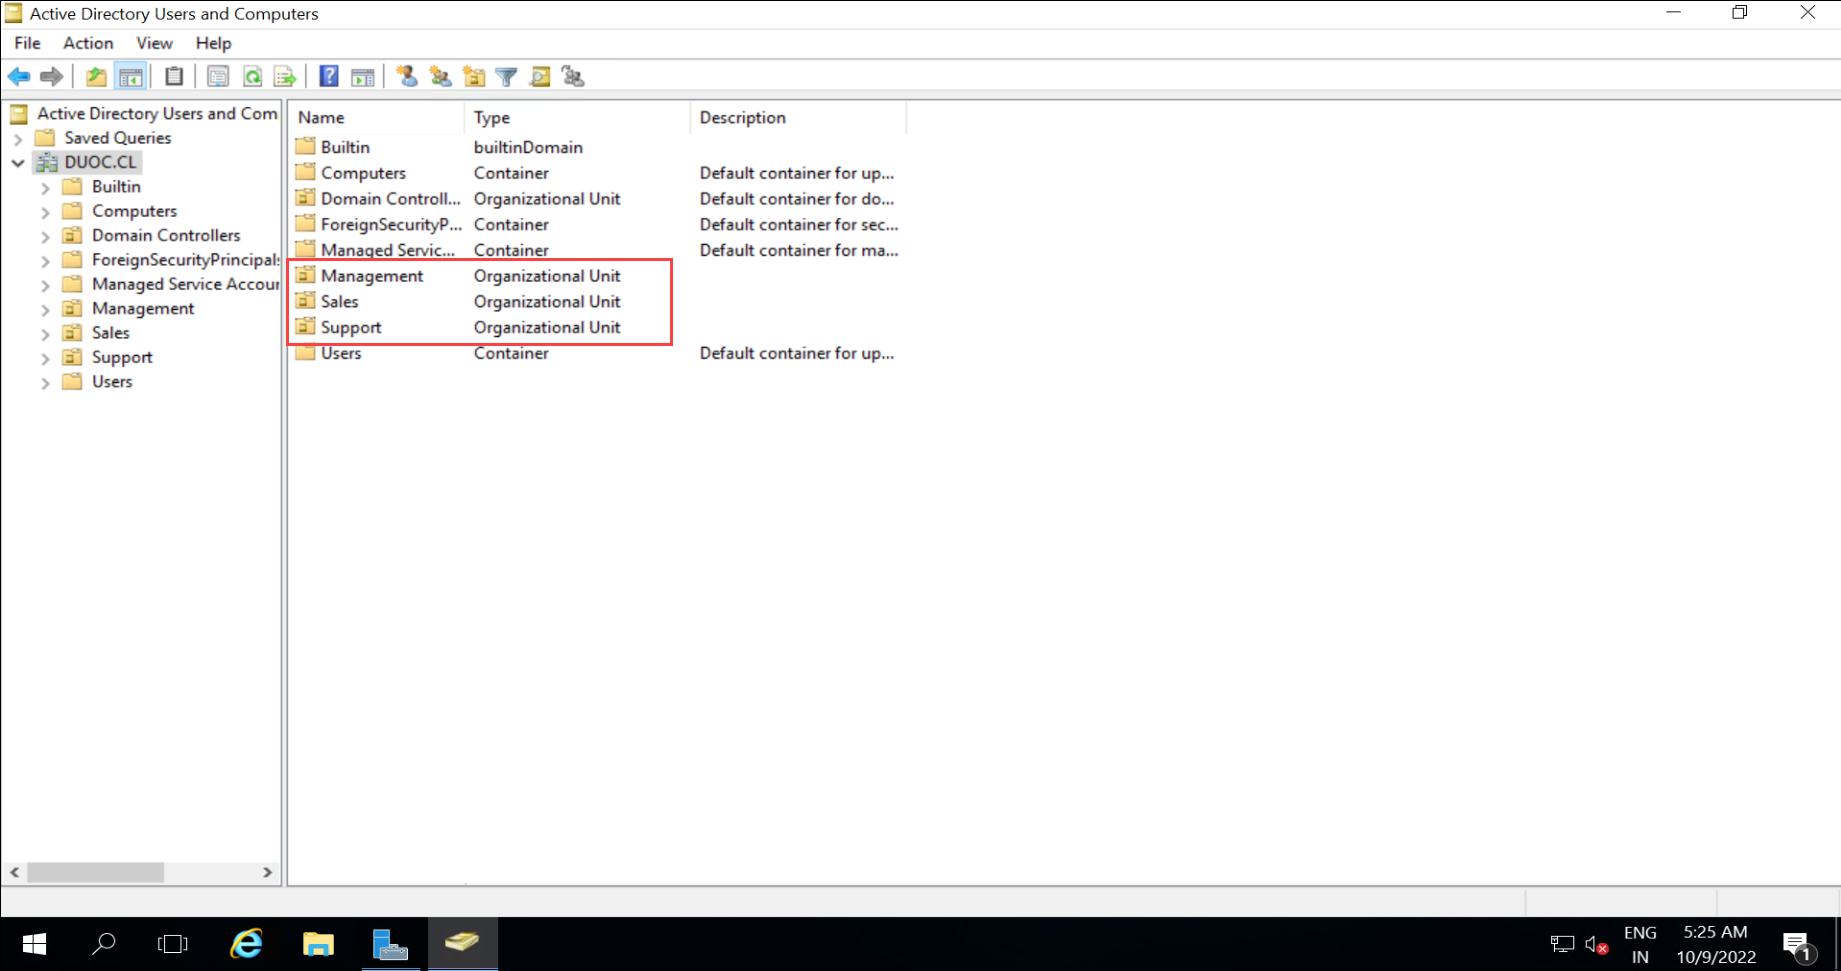 Active Directory Users and Computers
File Action View Help
Active Directory Users and Com
Saved Queries
DUOC.CL
Builtin
Computers
Domain Controllers
ForeignSecurityPrincipals
Managed Service Accour
Management
Sales
Support
Users
Name Type Description
Builtin builtinDomain
Computers Container Default container for up...
Domain Controll... Organizational Unit Default container for do...
ForeignSecurityP... Container Default container for sec...
Managed Servic... Container Default container for ma...
Management Organizational Unit
Sales Organizational Unit
Support Organizational Unit
Users Container Default container for up...
ENG 5:25 AM
IN 10/9/2022
1